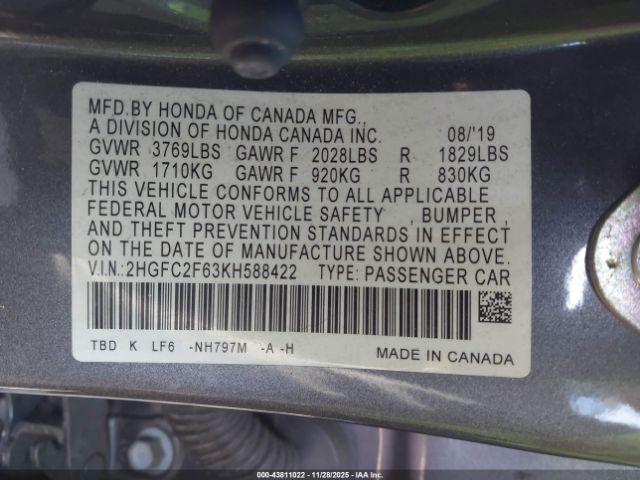 MFD.BY HONDA OF CANADA MFG.,
A DIVISION OF HONDA CANADA INC. 08/'19
GVWR 3769LBS GAWR F 2028LBS R 1829LBS
GVWR 1710KG GAWR F 920KG R 830KG
THIS VEHICLE CONFORMS TO ALL APPLICABLE
FEDERAL MOTOR VEHICLE SAFETY , BUMPER ,
AND THEFT PREVENTION STANDARDS IN EFFECT
ON THE DATE OF MANUFACTURE SHOWN ABOVE.
V.I.N.:2HGFC2F63KH588422 TYPE: PASSENGER CAR
TBD K LF6 -NH797M -A -H
MADE IN CANADA
000-43811022 | 11/28/2025 - IAA Inc.